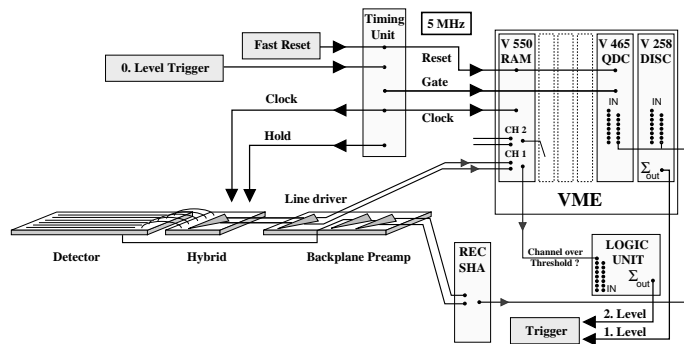 Timing
Unit
5 MHz
Fast Reset
0. Level Trigger
Reset
Gate
Clock
Clock
Hold
V 550
RAM
V 465
QDC
V 258
DISC
IN
IN
CH 2
CH 1
Σout
VME
Line driver
Detector
Hybrid
Backplane Preamp
REC
SHA
Channel over
Threshold ?
LOGIC
UNIT
Σout
IN
Trigger
2. Level
1. Level